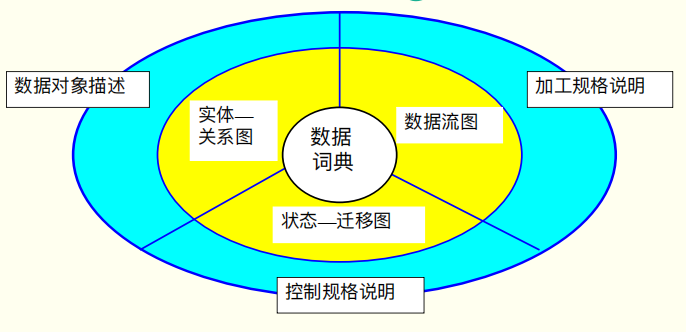 数据对象描述
加工规格说明
实体—
关系图
数据流图
数据
词典
状态—迁移图
控制规格说明